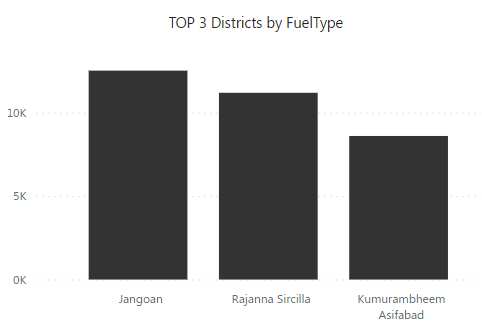 TOP 3 Districts by FuelType
10K
5K
0K
Jangoan
Rajanna Sircilla
Kumurambheem
Asifabad